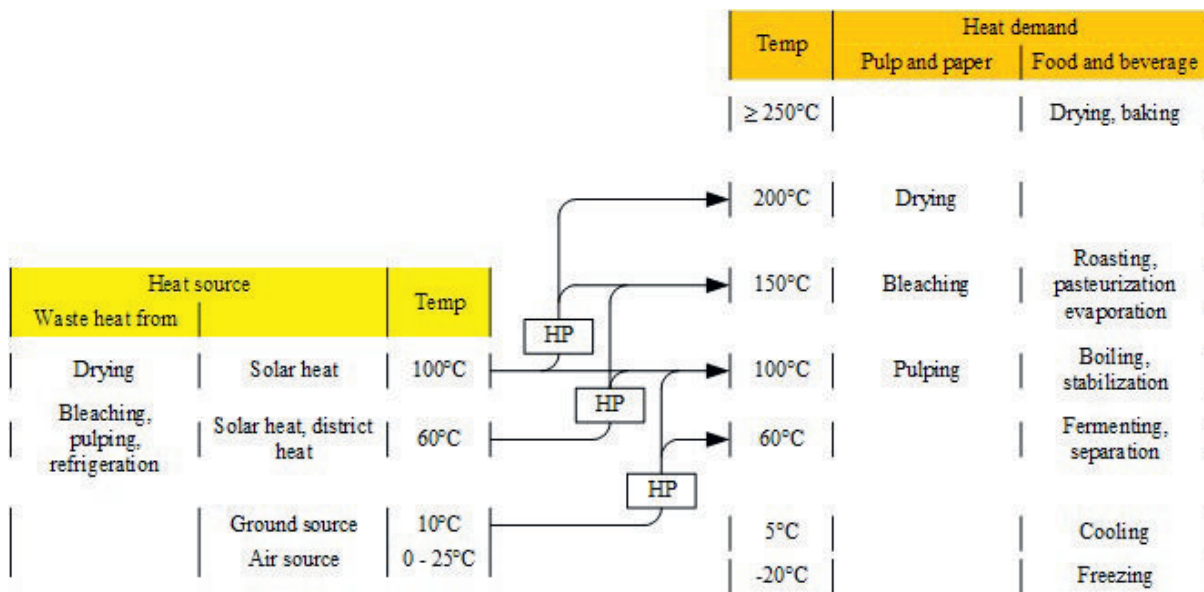 Temp
Heat demand
Pulp and paper
Food and beverage
≥ 250°C
Drying, baking
200°C
Drying
Heat source
Waste heat from
Temp
150°C
Bleaching
Roasting,
pasteurization
evaporation
HP
Drying
Solar heat
100°C
100°C
Pulping
Boiling,
stabilization
HP
Bleaching,
pulping,
refrigeration
Solar heat, district
heat
60°C
60°C
Fermenting,
separation
HP
Ground source
10°C
5°C
Cooling
Air source
0 - 25°C
-20°C
Freezing